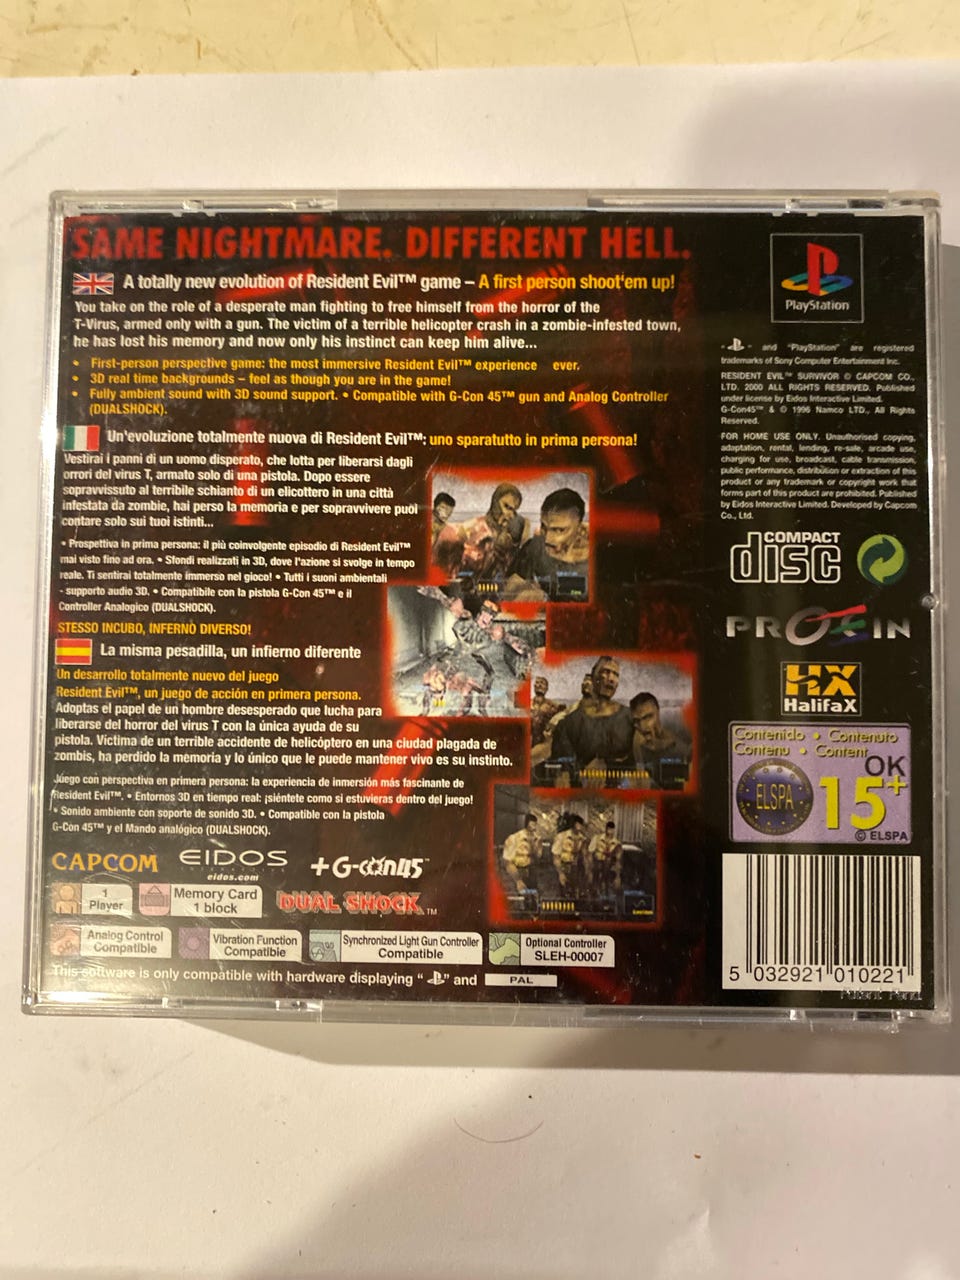 SAME NIGHTMARE. DIFFERENT HELL.
A totally new evolution of Resident Evil™ game – A first person shoot'em up!
You take on the role of a desperate man fighting to free himself from the horror of the
T-Virus, armed only with a gun. The victim of a terrible helicopter crash in a zombie-infested town,
he has lost his memory and now only his instinct can keep him alive...
• First-person perspective game: the most immersive Resident Evil™ experience ever.
• 3D real time backgrounds – feel as though you are in the game!
• Fully ambient sound with 3D sound support. • Compatible with G-Con 45™ gun and Analog Controller
(DUALSHOCK).
Un'evoluzione totalmente nuova di Resident Evil™: uno sparatutto in prima persona!
Vestirai i panni di un uomo disperato, che lotta per liberarsi dagli
orrori del virus T, armato solo di una pistola. Dopo essere
sopravvissuto al terribile schianto di un elicottero in una città
infestata da zombie, hai perso la memoria e per sopravvivere puoi
contare solo sui tuoi istinti...
• Prospettiva in prima persona: il più coinvolgente episodio di Resident Evil™
mai visto fino ad ora. • Sfondi realizzati in 3D, dove l'azione si svolge in tempo
reale. Ti sentirai totalmente immerso nel gioco! • Tutti i suoni ambientali
- supporto audio 3D. • Compatibile con la pistola G-Con 45™ e il
Controller Analogico (DUALSHOCK).
STESSO INCUBO, INFERNO DIVERSO!
La misma pesadilla, un infierno diferente
Un desarrollo totalmente nuevo del juego
Resident Evil™, un juego de acción en primera persona.
Adoptas el papel de un hombre desesperado que lucha para
liberarse del horror del virus T con la única ayuda de su
pistola. Víctima de un terrible accidente de helicóptero en una ciudad plagada de
zombis, ha perdido la memoria y lo único que le puede mantener vivo es su instinto.
Juego con perspectiva en primera persona: la experiencia de inmersión más fascinante de
Resident Evil™. • Entornos 3D en tiempo real: ¡siéntete como si estuvieras dentro del juego!
• Sonido ambiente con soporte de sonido 3D. • Compatible con la pistola
G-Con 45™ y el Mando analógico (DUALSHOCK).
CAPCOM EIDOS G-CON45™
INTERACTIVE
eidos.com
1
Player
Memory Card
1 block
DUAL SHOCK™
Analog Control
Compatible
Vibration Function
Compatible
Synchronized Light Gun Controller
Compatible
Optional Controller
SLEH-00007
This software is only compatible with hardware displaying " " and PAL
PlayStation
" " and "PlayStation" are registered
trademarks of Sony Computer Entertainment Inc.
RESIDENT EVIL™ SURVIVOR © CAPCOM CO.,
LTD. 2000 ALL RIGHTS RESERVED. Published
under license by Eidos Interactive Limited.
G-Con45™ & © 1996 Namco LTD., All Rights
Reserved.
FOR HOME USE ONLY. Unauthorised copying,
adaptation, rental, lending, re-sale, arcade use,
charging for use, broadcast, cable transmission,
public performance, distribution or extraction of this
product or any trademark or copyright work that
forms part of this product are prohibited. Published
by Eidos Interactive Limited. Developed by Capcom
Co., Ltd.
COMPACT
disc
PROEIN
HX
HalifaX
Contenido • Contenuto
Contenu • Content
OK
ELSPA
15+
© ELSPA
5 032921 010221
Patent Pend.